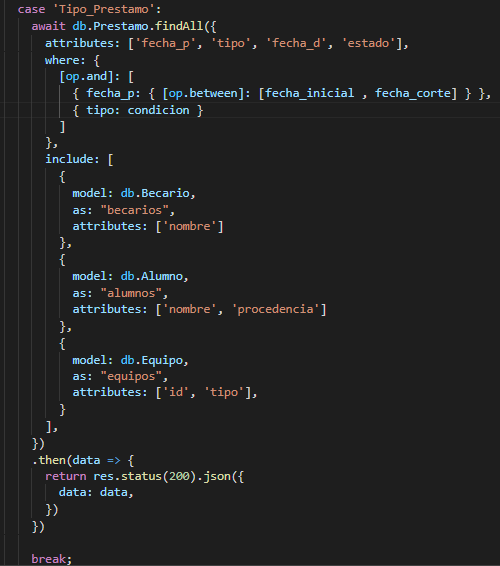 case 'Tipo_Prestamo':
await db.Prestamo.findAll({
attributes: ['fecha_p', 'tipo', 'fecha_d', 'estado'],
where: {
[op.and]: [
{ fecha_p: { [op.between]: [fecha_inicial , fecha_corte] } },
{ tipo: condicion }
]
},
include: [
{
model: db.Becario,
as: "becarios",
attributes: ['nombre']
},
{
model: db.Alumno,
as: "alumnos",
attributes: ['nombre', 'procedencia']
},
{
model: db.Equipo,
as: "equipos",
attributes: ['id', 'tipo'],
}
],
})
.then(data => {
return res.status(200).json({
data: data,
})
})
break;